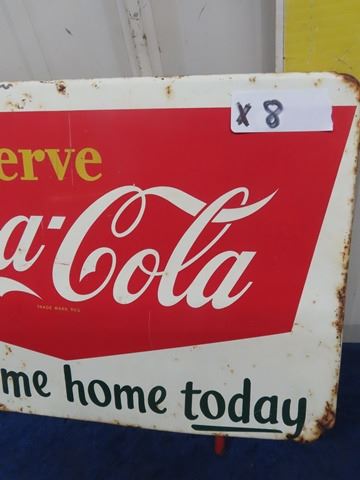 X 8
erve
a-Cola
TRADE MARK REG.
me home today